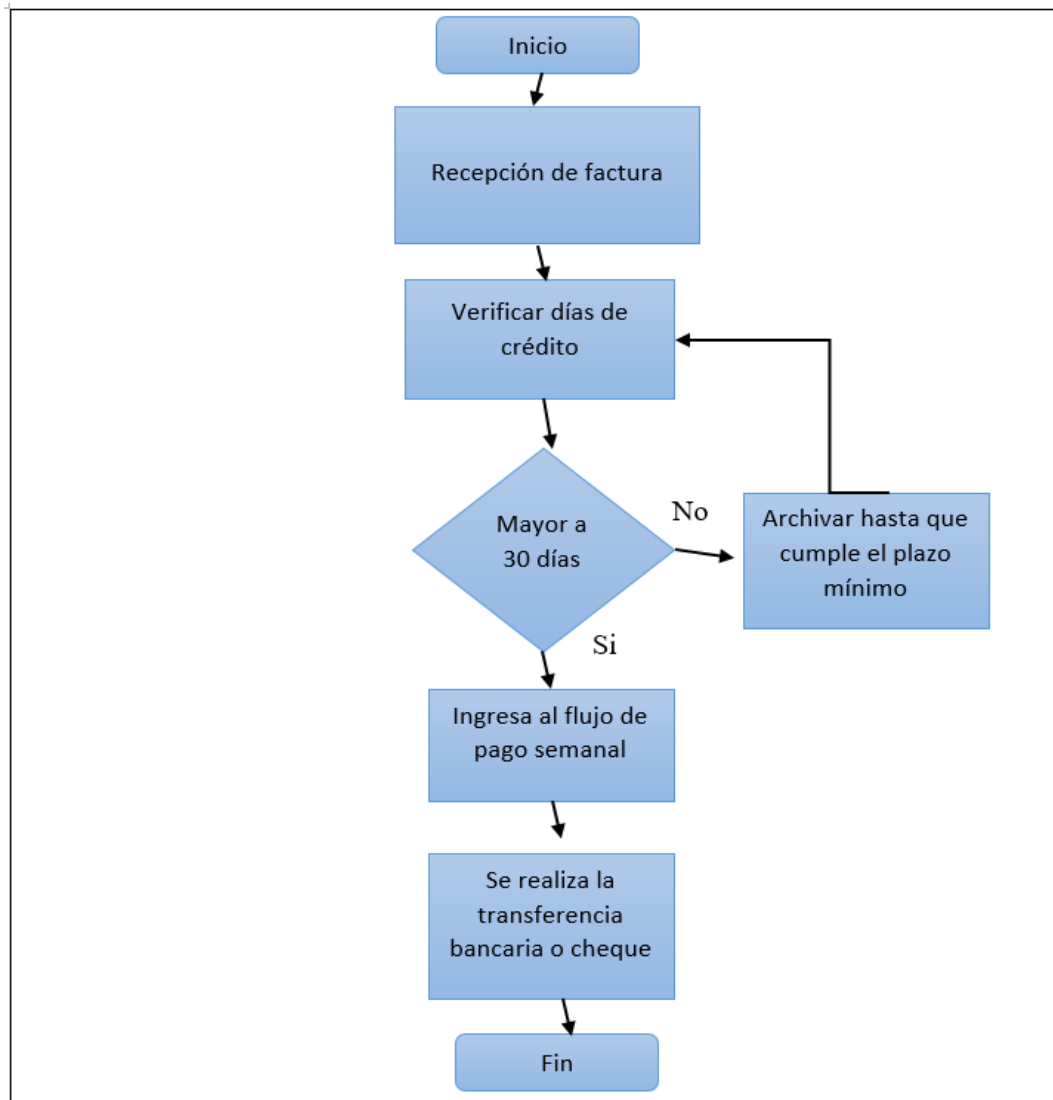 Inicio
Recepción de factura
Verificar días de
crédito
Mayor a
30 días
No
Archivar hasta que
cumple el plazo
mínimo
Si
Ingresa al flujo de
pago semanal
Se realiza la
transferencia
bancaria o cheque
Fin